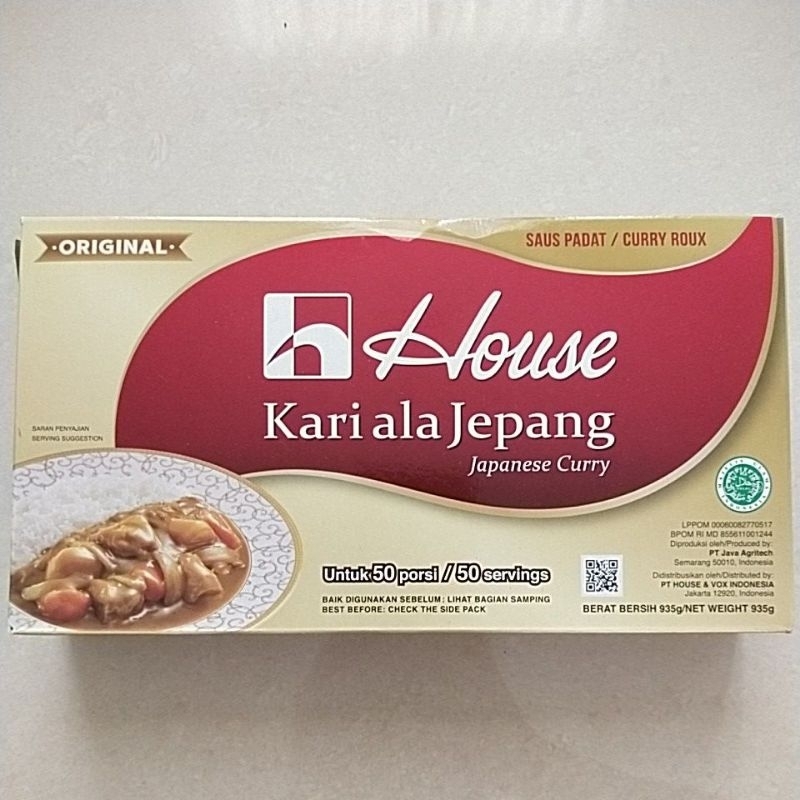 ·ORIGINAL·
SAUS PADAT / CURRY ROUX
House
Kari ala Jepang
Japanese Curry
SARAN PENYAJIAN
SERVING SUGGESTION
LPPOM 00060082770517
BPOM RI MD 855611001244
Diproduksi oleh/Produced by:
PT Java Agritech
Semarang 50010, Indonesia
Didistribusikan oleh/Distributed by:
PT HOUSE & VOX INDONESIA
Jakarta 12920, Indonesia
Untuk 50 porsi / 50 servings
BAIK DIGUNAKAN SEBELUM: LIHAT BAGIAN SAMPING
BEST BEFORE: CHECK THE SIDE PACK
BERAT BERSIH 935g/NET WEIGHT 935g